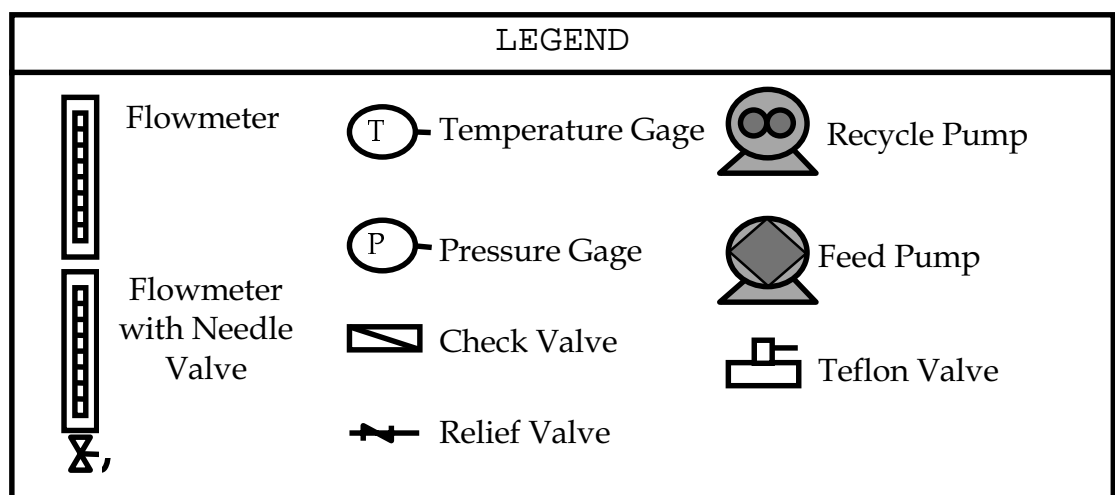 LEGEND
Flowmeter
T
Temperature Gage
Recycle Pump
P
Pressure Gage
Feed Pump
Flowmeter
with Needle
Valve
Check Valve
Teflon Valve
Relief Valve
,